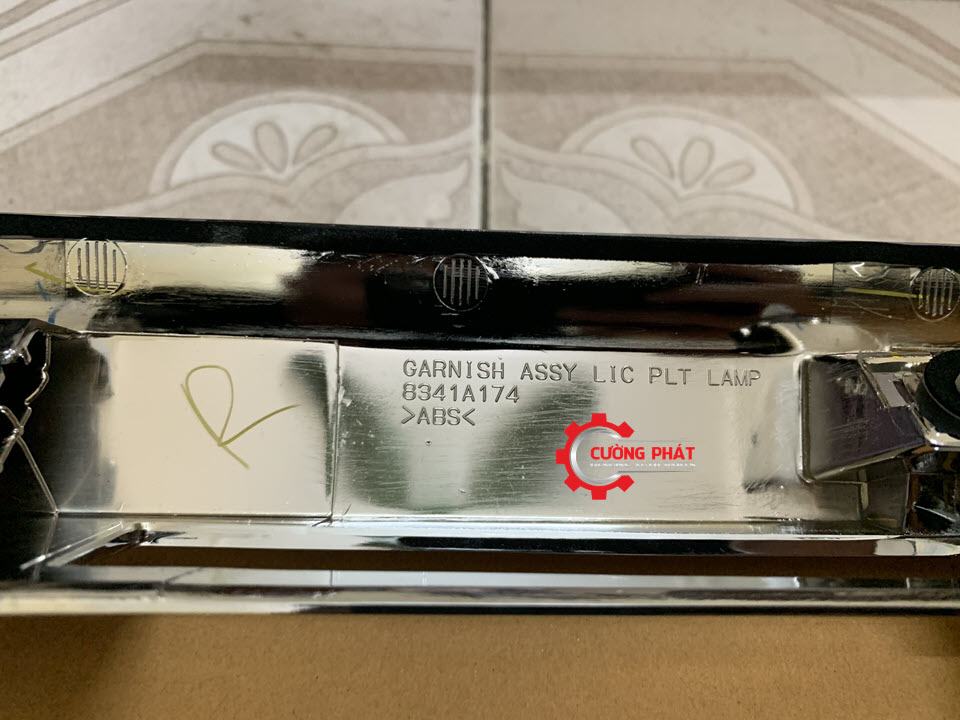 GARNISH ASSY LIC PLT LAMP
8341A174
>ABS<
R
CƯỜNG PHÁT